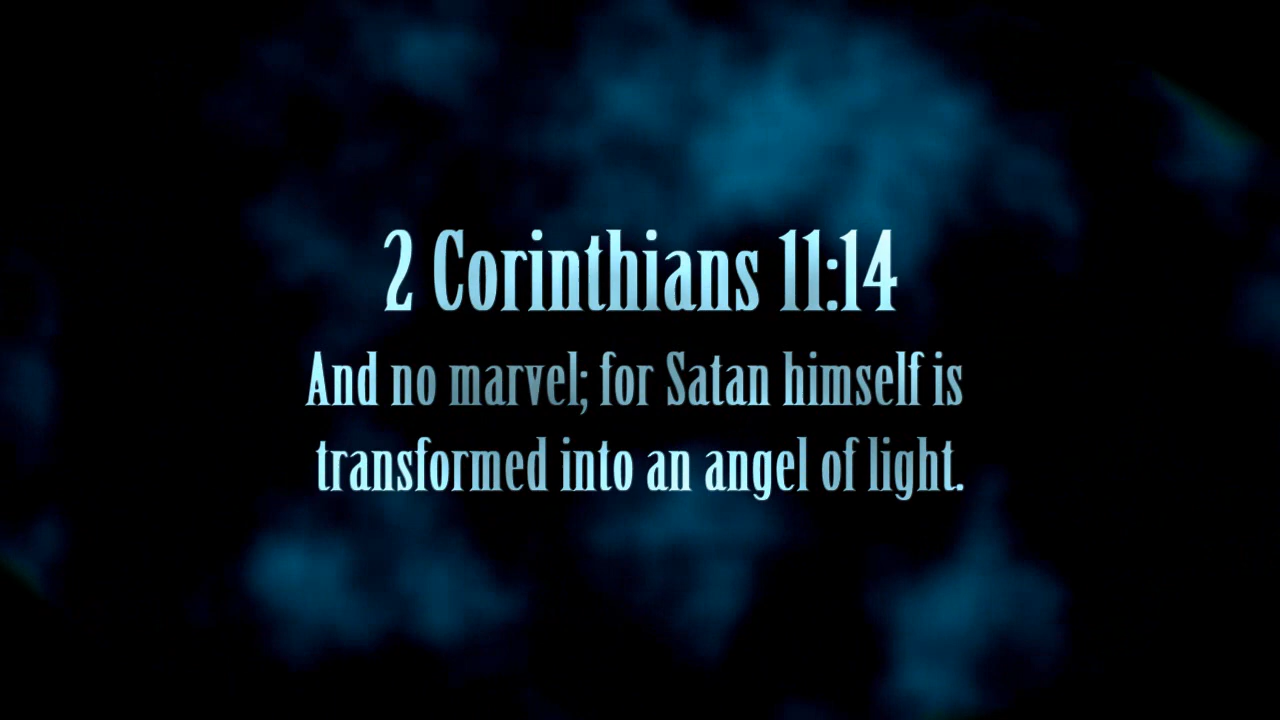 2 Corinthians 11:14
And no marvel; for Satan himself is
transformed into an angel of light.